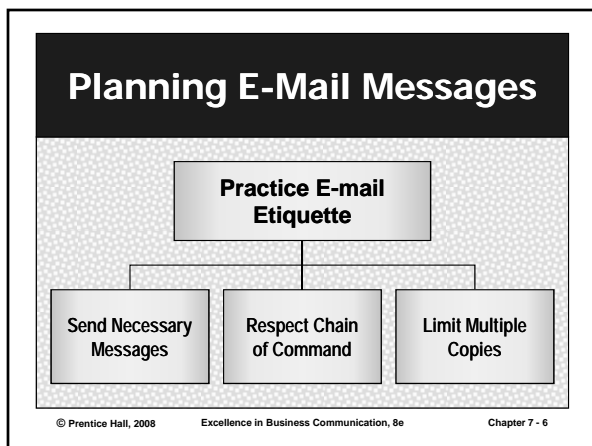 Planning E-Mail Messages
Practice E-mail
Etiquette
Send Necessary
Messages
Respect Chain
of Command
Limit Multiple
Copies
© Prentice Hall, 2008 Excellence in Business Communication, 8e Chapter 7 - 6